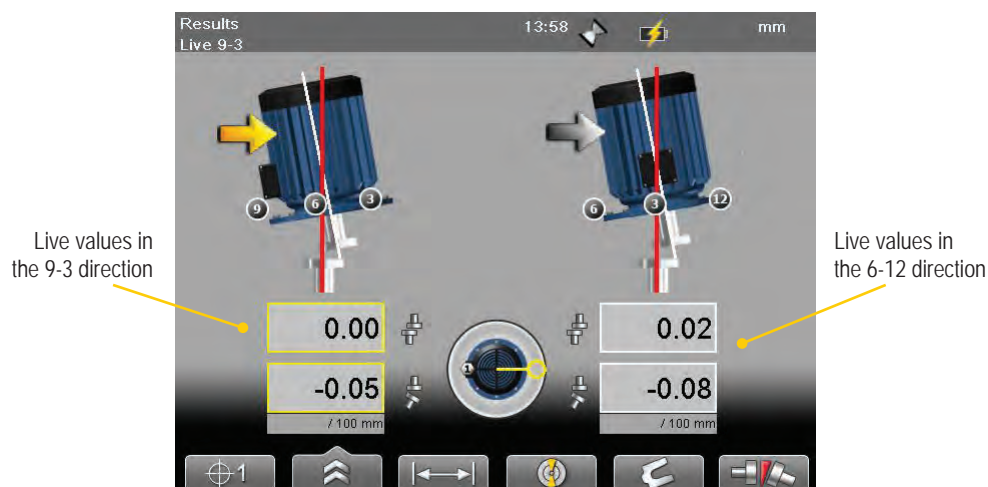 Results
13:58
mm
Live 9-3
9
6
3
6
3
12
Live values in
the 9-3 direction
Live values in
the 6-12 direction
0.00
0.02
1
-0.05
-0.08
/ 100 mm
/ 100 mm
1